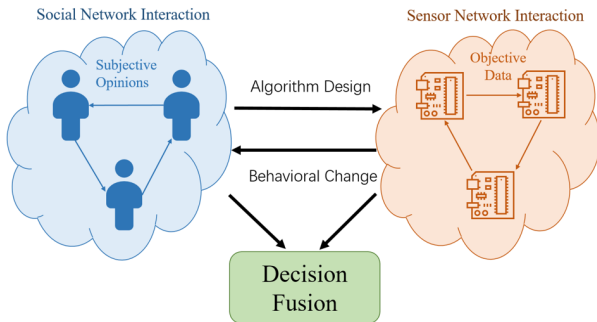 Social Network Interaction
Sensor Network Interaction
Subjective
Opinions
Objective
Data
Algorithm Design
Behavioral Change
Decision
Fusion